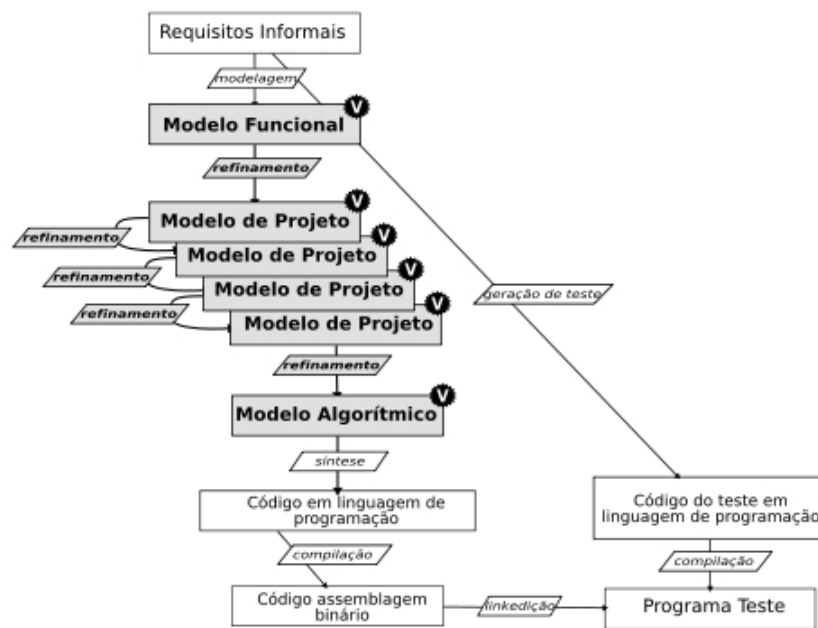 Requisitos Informais
modelagem
V
Modelo Funcional
refinamento
V
Modelo de Projeto
refinamento
V
Modelo de Projeto
refinamento
V
Modelo de Projeto
geração de teste
refinamento
V
Modelo de Projeto
refinamento
V
Modelo Algorítmico
síntese
Código em linguagem de
programação
Código do teste em
linguagem de programação
compilação
compilação
Código assemblagem
binário
linkedição
Programa Teste